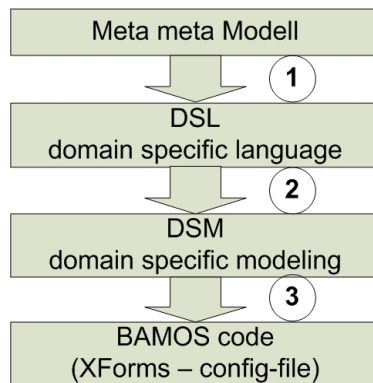 Meta meta Modell
1
DSL
domain specific language
2
DSM
domain specific modeling
3
BAMOS code
(XForms – config-file)